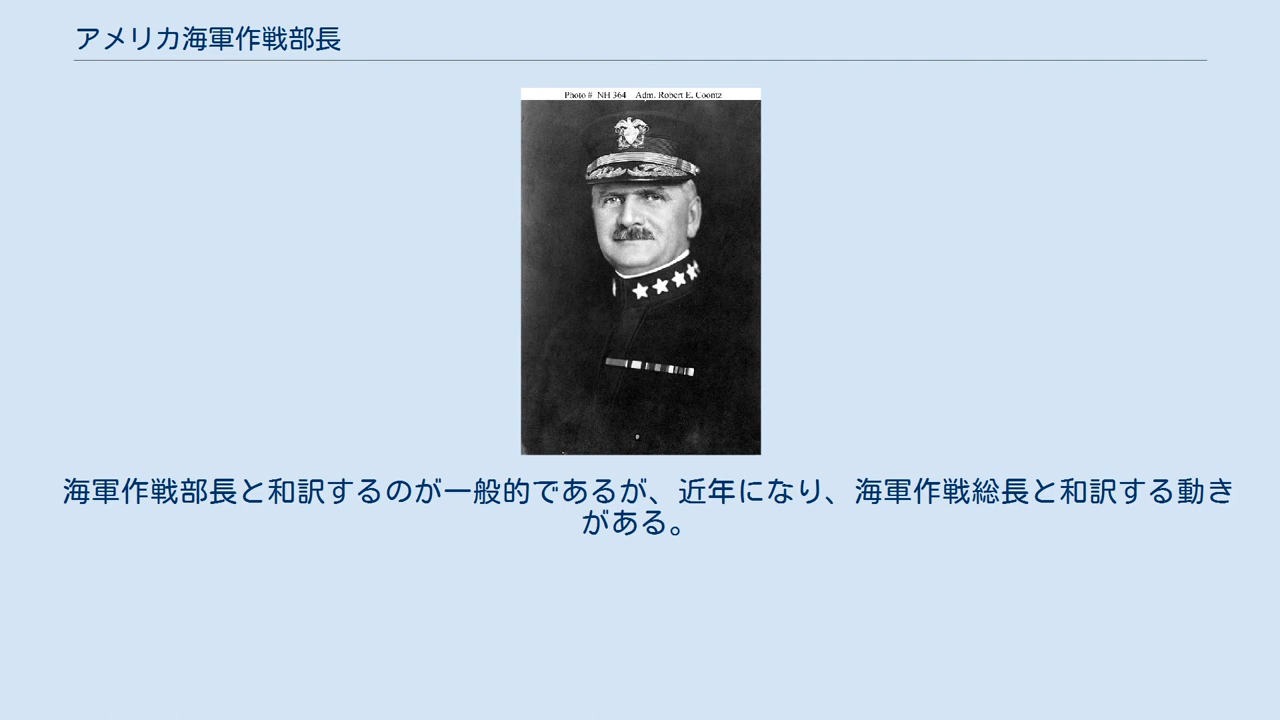 アメリカ海軍作戦部長
Photo # NH 364 Adm. Robert E. Coontz
海軍作戦部長と和訳するのが一般的であるが、近年になり、海軍作戦総長と和訳する動き
がある。